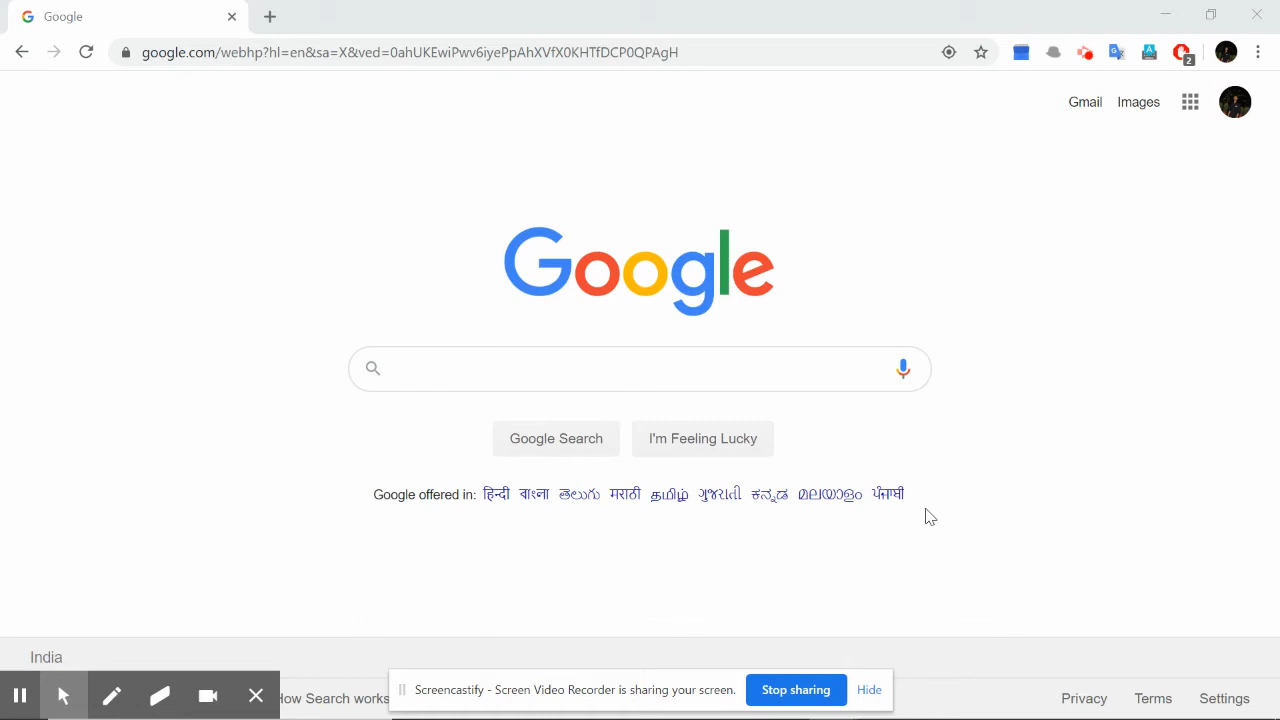 Google
google.com/webhp?hl=en&sa=X&ved=0ahUKEwiPwv6iyePpAhXVfX0KHTfDCP0QPAgH
2
Gmail Images
Google
Google Search I'm Feeling Lucky
Google offered in: हिन्दी বাংলা తెలుగు मराठी தமிழ் ગુજરાતી ಕನ್ನಡ മലയാളം ਪੰਜਾਬੀ
India
How Search works
Screencastify - Screen Video Recorder is sharing your screen. Stop sharing Hide
Privacy Terms Settings